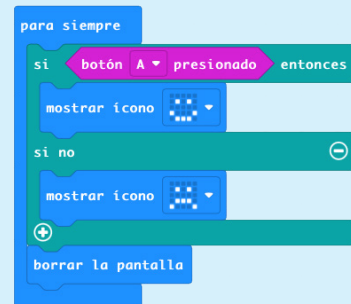 para siempre
si botón A presionado entonces
mostrar ícono
si no
mostrar ícono
borrar la pantalla